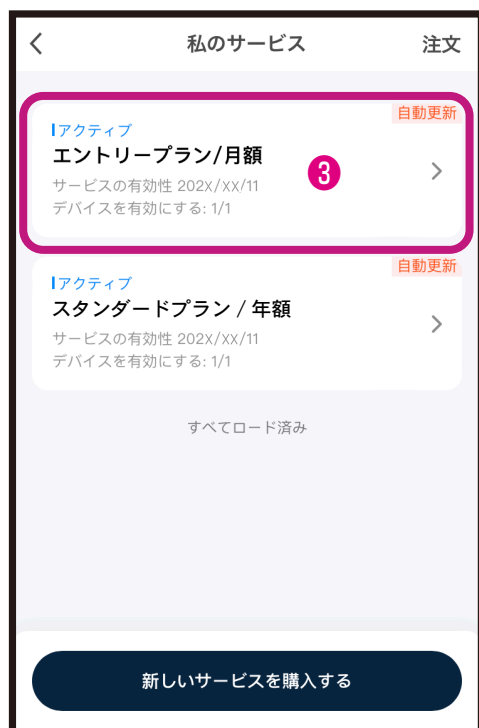 私のサービス
注文
自動更新
アクティブ
エントリープラン/月額
❸
サービスの有効性 202X/XX/11
デバイスを有効にする: 1/1
自動更新
アクティブ
スタンダードプラン / 年額
サービスの有効性 202X/XX/11
デバイスを有効にする: 1/1
すべてロード済み
新しいサービスを購入する